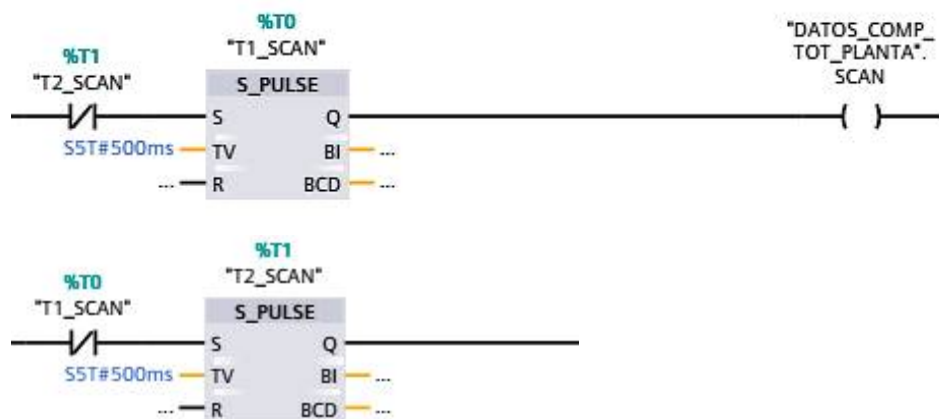 %T0
"T1_SCAN"
"DATOS_COMP_
TOT_PLANTA".
SCAN
%T1
"T2_SCAN"
S_PULSE
S Q
S5T#500ms TV BI ...
... R BCD ...
%T1
"T2_SCAN"
%T0
"T1_SCAN"
S_PULSE
S Q
S5T#500ms TV BI ...
... R BCD ...